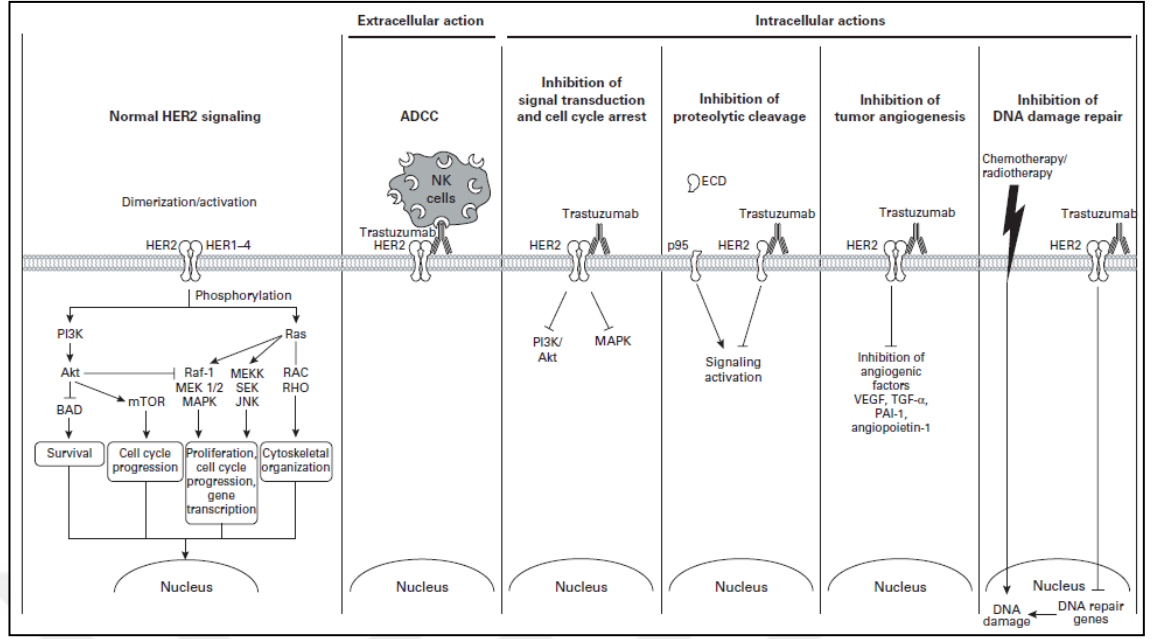 Extracellular action
Intracellular actions
Normal HER2 signaling
Dimerization/activation
HER2
HER1–4
Phosphorylation
PI3K
Ras
Akt
Raf-1
MEK 1/2
MAPK
MEKK
SEK
JNK
RAC
RHO
BAD
mTOR
Survival
Cell cycle
progression
Proliferation,
cell cycle
progression,
gene
transcription
Cytoskeletal
organization
Nucleus
ADCC
NK
cells
Trastuzumab
HER2
Nucleus
Inhibition of
signal transduction
and cell cycle arrest
Trastuzumab
HER2
PI3K/
Akt
MAPK
Nucleus
Inhibition of
proteolytic cleavage
ECD
Trastuzumab
p95
HER2
Signaling
activation
Nucleus
Inhibition of
tumor angiogenesis
Trastuzumab
HER2
Inhibition of
angiogenic
factors
VEGF, TGF-α,
PAI-1,
angiopoietin-1
Nucleus
Inhibition of
DNA damage repair
Chemotherapy/
radiotherapy
Trastuzumab
HER2
Nucleus
DNA
damage
DNA repair
genes